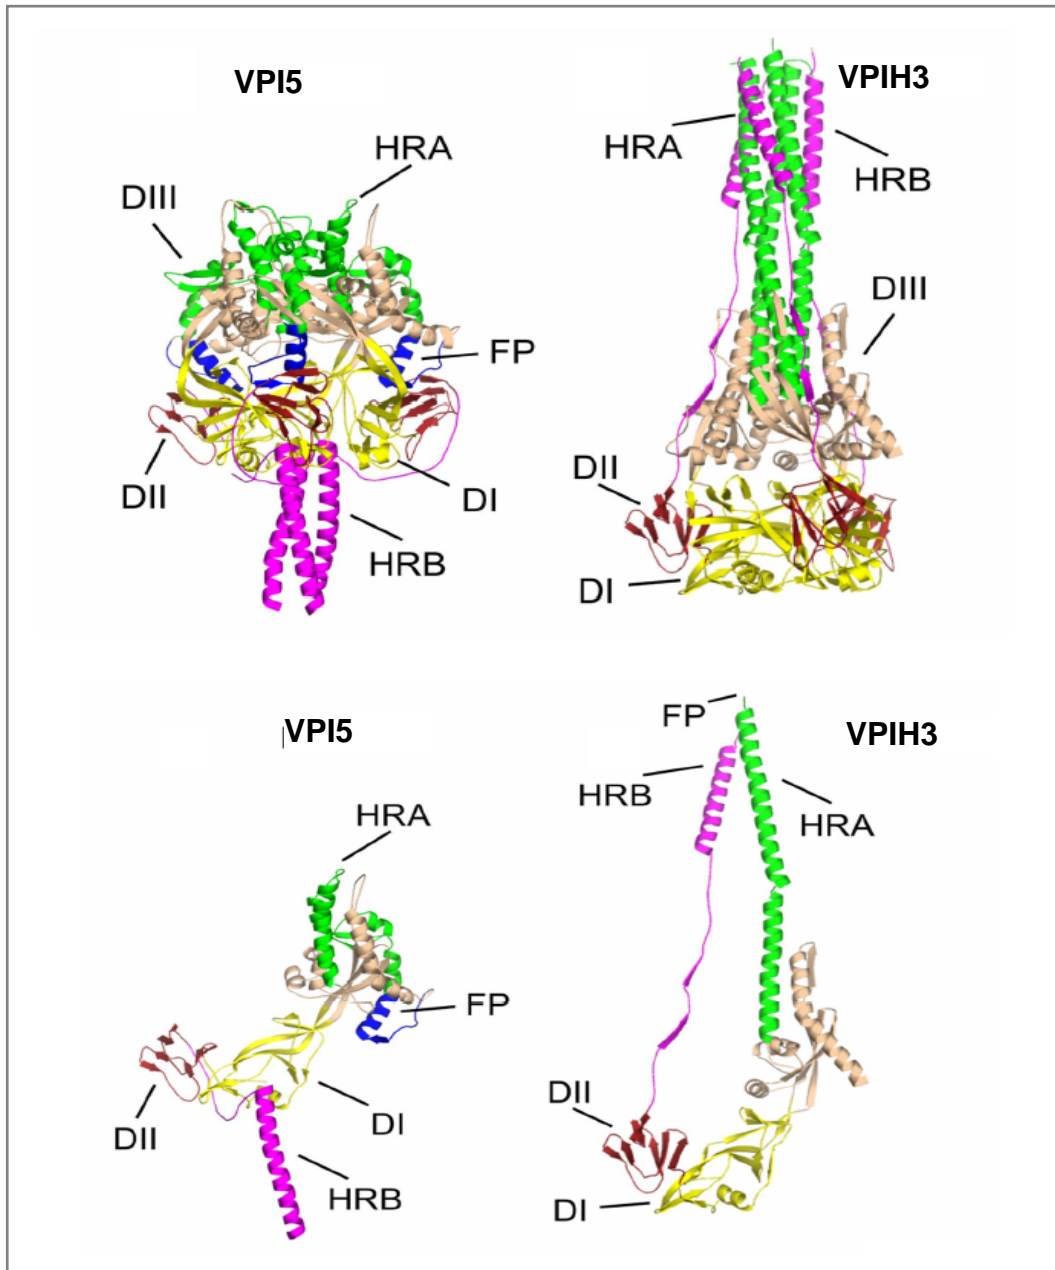 VPI5
HRA
DIII
FP
DII
DI
HRB
VPIH3
HRA
HRB
DIII
DII
DI
VPI5
HRA
FP
DII
DI
HRB
FP
VPIH3
HRB
HRA
DII
DI